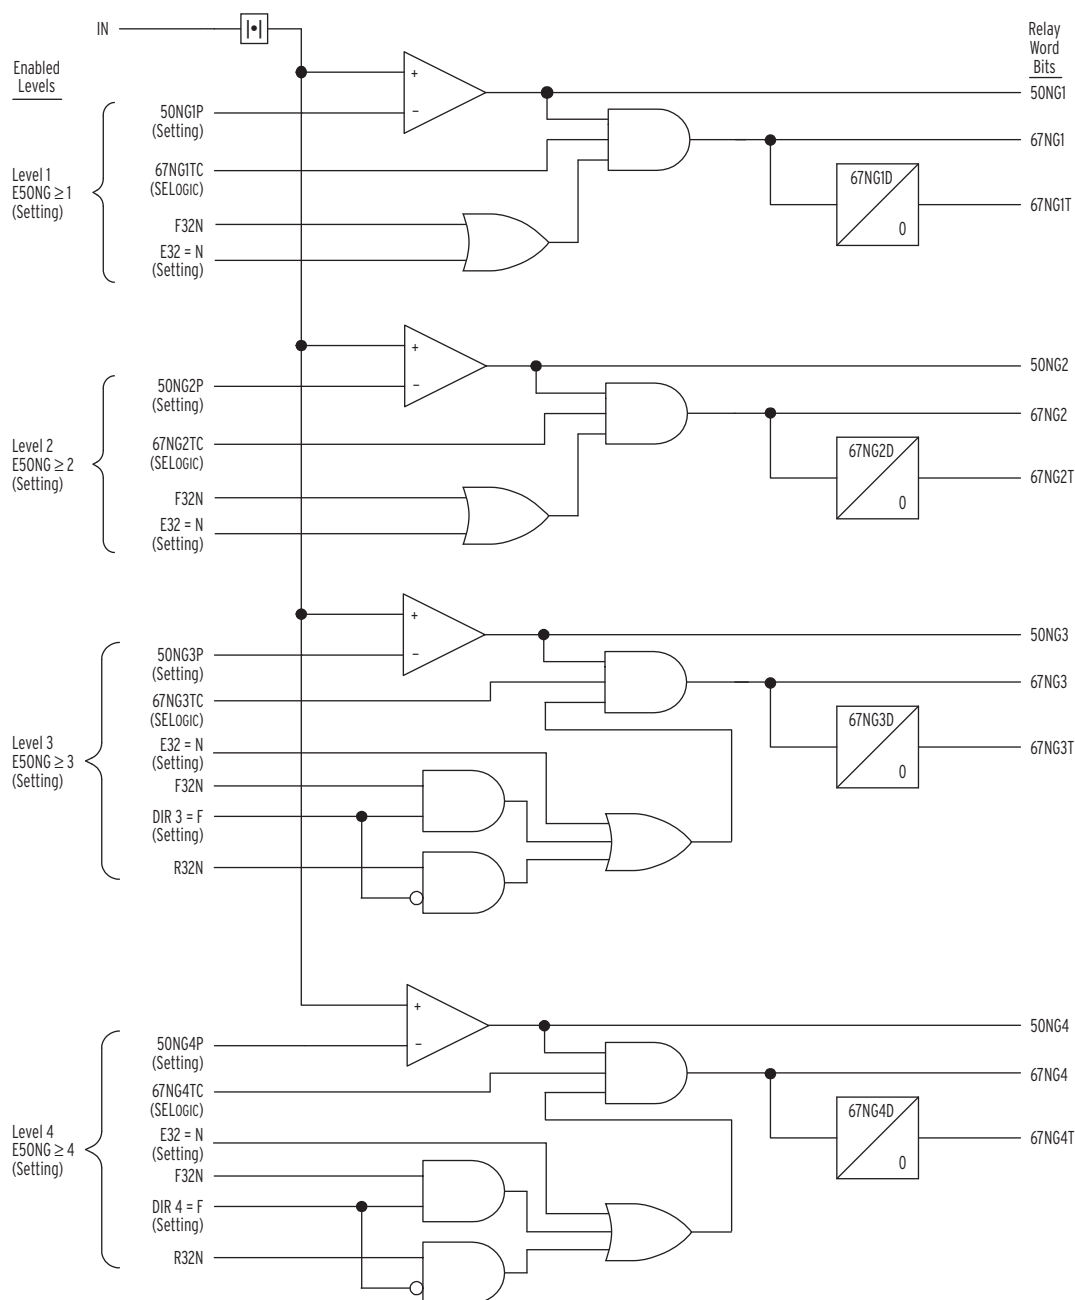 IN
Relay
Word
Bits
Enabled
Levels
+
50NG1
50NG1P
(Setting)
−
67NG1
Level 1
E50NG ≥ 1
(Setting)
67NG1TC
(SELOGIC)
67NG1D
0
67NG1T
F32N
E32 = N
(Setting)
+
50NG2
50NG2P
(Setting)
−
67NG2
Level 2
E50NG ≥ 2
(Setting)
67NG2TC
(SELOGIC)
67NG2D
0
67NG2T
F32N
E32 = N
(Setting)
+
50NG3
50NG3P
(Setting)
−
67NG3
67NG3TC
(SELOGIC)
67NG3D
0
67NG3T
Level 3
E50NG ≥ 3
(Setting)
E32 = N
(Setting)
F32N
DIR 3 = F
(Setting)
R32N
+
50NG4
50NG4P
(Setting)
−
67NG4
67NG4TC
(SELOGIC)
67NG4D
0
67NG4T
Level 4
E50NG ≥ 4
(Setting)
E32 = N
(Setting)
F32N
DIR 4 = F
(Setting)
R32N